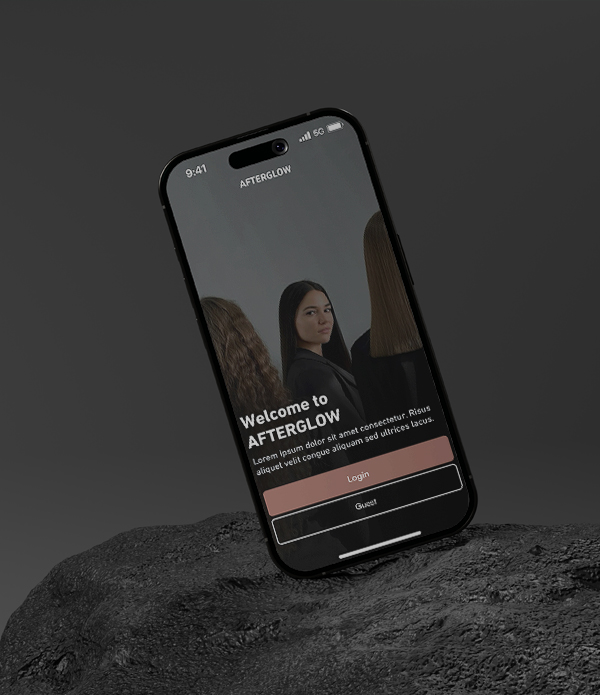 9:41
5G
AFTERGLOW
Welcome to
AFTERGLOW
Lorem ipsum dolor sit amet consectetur. Risus
aliquet velit congue aliquam sed ultrices lacus.
Login
Guest